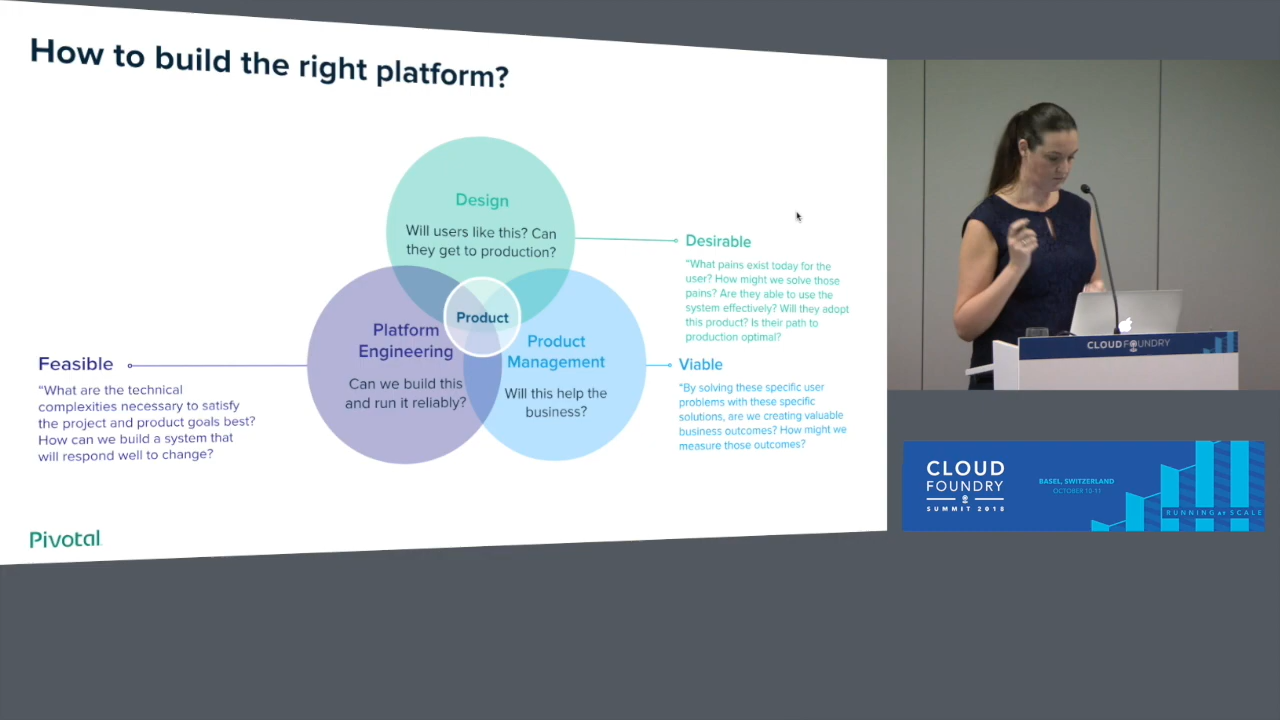 How to build the right platform?
Design
Will users like this? Can
they get to production?
Desirable
"What pains exist today for the
user? How might we solve those
pains? Are they able to use the
system effectively? Will they adopt
this product? Is their path to
production optimal?
Product
Platform
Engineering
Can we build this
and run it reliably?
Product
Management
Will this help the
business?
Feasible
"What are the technical
complexities necessary to satisfy
the project and product goals best?
How can we build a system that
will respond well to change?
Viable
"By solving these specific user
problems with these specific
solutions, are we creating valuable
business outcomes? How might we
measure those outcomes?
Pivotal
CLOUDFOUNDRY
CLOUD
FOUNDRY
SUMMIT 2018
BASEL, SWITZERLAND
OCTOBER 10-11
RUNNING AT SCALE